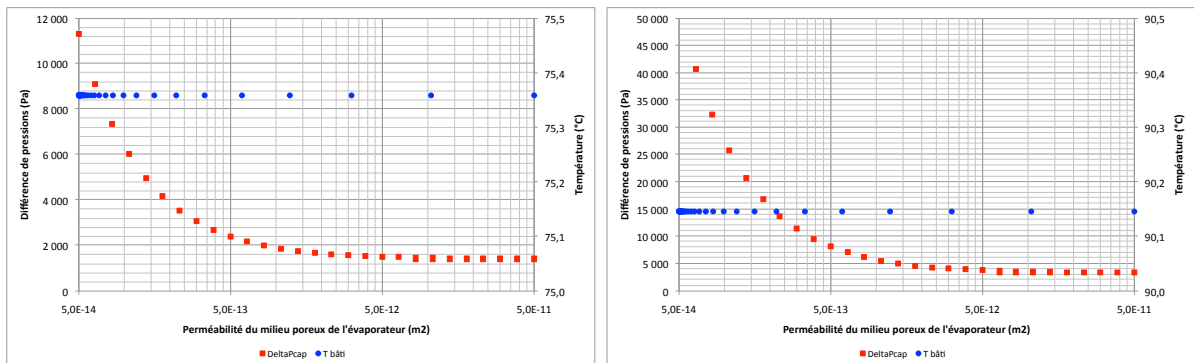 12 000
10 000
8 000
6 000
4 000
2 000
0
Différence de pressions (Pa)
75,5
75,4
75,3
75,2
75,1
75,0
Température (°C)
5,0E-14
5,0E-13
5,0E-12
5,0E-11
Perméabilité du milieu poreux de l'évaporateur (m2)
DeltaPcap
T bâti
50 000
45 000
40 000
35 000
30 000
25 000
20 000
15 000
10 000
5 000
0
Différence de pressions (Pa)
90,5
90,4
90,3
90,2
90,1
90,0
Température (°C)
5,0E-14
5,0E-13
5,0E-12
5,0E-11
Perméabilité du milieu poreux de l'évaporateur (m2)
DeltaPcap
T bâti